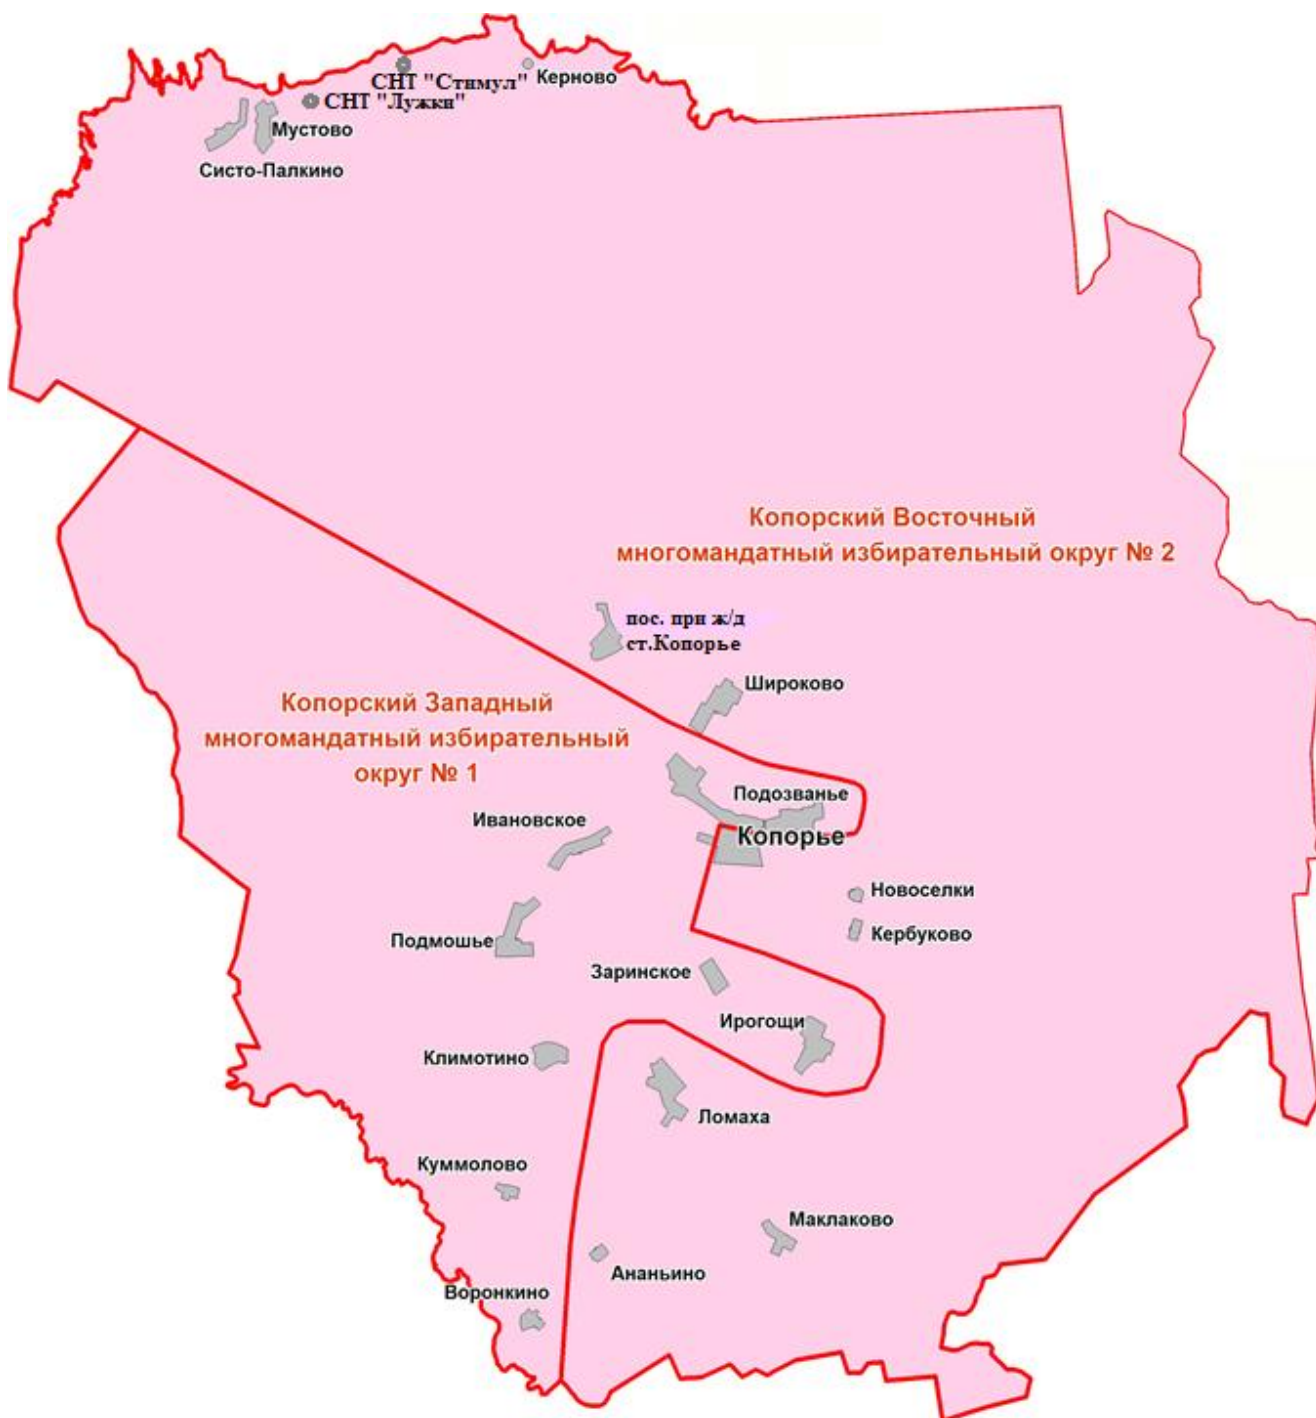 СНТ "Стимул"
Керново
СНТ "Лужки"
Мустово
Систо-Палкино
Копорский Восточный
многомандатный избирательный округ № 2
пос. при ж/д
ст.Копорье
Широково
Копорский Западный
многомандатный избирательный
округ № 1
Подозванье
Ивановское
Копорье
Новоселки
Кербуково
Подмошье
Заринское
Ирогощи
Климотино
Ломаха
Куммолово
Маклаково
Ананьино
Воронкино